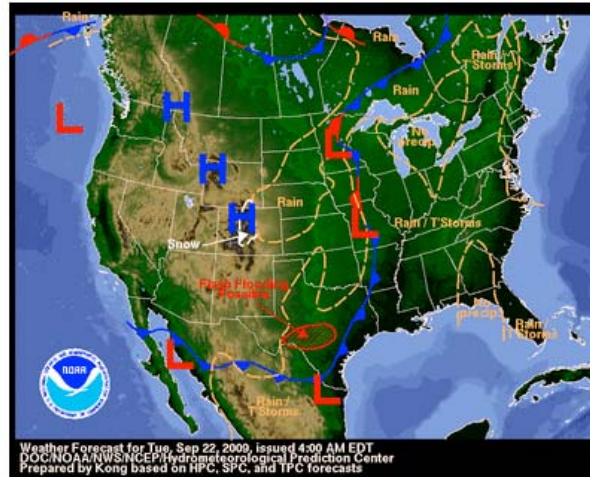 Rain
Rain
Rain /
T'Storms
Rain
H
L
L
No
precip.
H
Rain
H
L
Rain / T'Storms
Snow
Flash Flooding
Possible
No
precip.
Rain/
T'Storms
L
L
Rain /
T'Storms
NOAA
Weather Forecast for Tue, Sep 22, 2009, issued 4:00 AM EDT
DOC/NOAA/NWS/NCEP/Hydrometeorological Prediction Center
Prepared by Kong based on HPC, SPC, and TPC forecasts